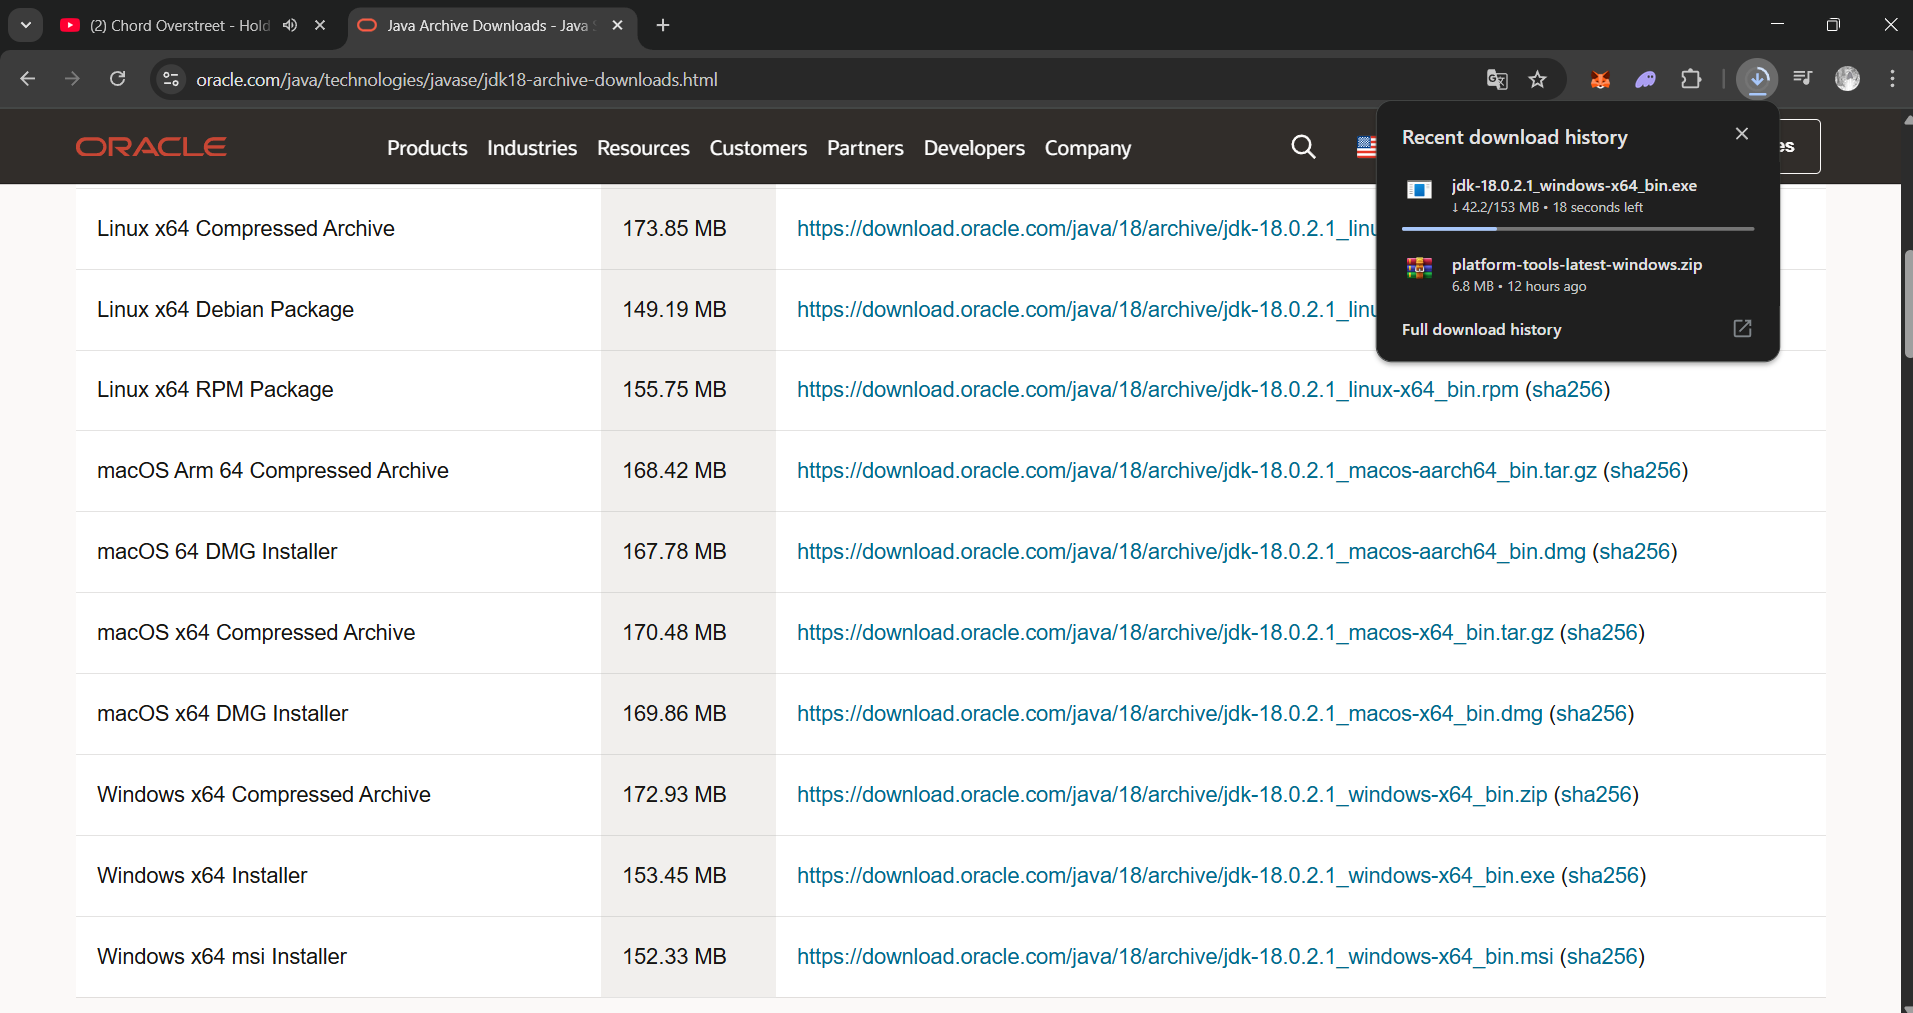 (2) Chord Overstreet - Hold
Java Archive Downloads - Java S
oracle.com/java/technologies/javase/jdk18-archive-downloads.html
ORACLE
Products Industries Resources Customers Partners Developers Company
es
Recent download history
jdk-18.0.2.1_windows-x64_bin.exe
↓ 42.2/153 MB • 18 seconds left
platform-tools-latest-windows.zip
6.8 MB • 12 hours ago
Full download history
Linux x64 Compressed Archive 173.85 MB https://download.oracle.com/java/18/archive/jdk-18.0.2.1_linu
Linux x64 Debian Package 149.19 MB https://download.oracle.com/java/18/archive/jdk-18.0.2.1_linu
Linux x64 RPM Package 155.75 MB https://download.oracle.com/java/18/archive/jdk-18.0.2.1_linux-x64_bin.rpm (sha256)
macOS Arm 64 Compressed Archive 168.42 MB https://download.oracle.com/java/18/archive/jdk-18.0.2.1_macos-aarch64_bin.tar.gz (sha256)
macOS 64 DMG Installer 167.78 MB https://download.oracle.com/java/18/archive/jdk-18.0.2.1_macos-aarch64_bin.dmg (sha256)
macOS x64 Compressed Archive 170.48 MB https://download.oracle.com/java/18/archive/jdk-18.0.2.1_macos-x64_bin.tar.gz (sha256)
macOS x64 DMG Installer 169.86 MB https://download.oracle.com/java/18/archive/jdk-18.0.2.1_macos-x64_bin.dmg (sha256)
Windows x64 Compressed Archive 172.93 MB https://download.oracle.com/java/18/archive/jdk-18.0.2.1_windows-x64_bin.zip (sha256)
Windows x64 Installer 153.45 MB https://download.oracle.com/java/18/archive/jdk-18.0.2.1_windows-x64_bin.exe (sha256)
Windows x64 msi Installer 152.33 MB https://download.oracle.com/java/18/archive/jdk-18.0.2.1_windows-x64_bin.msi (sha256)